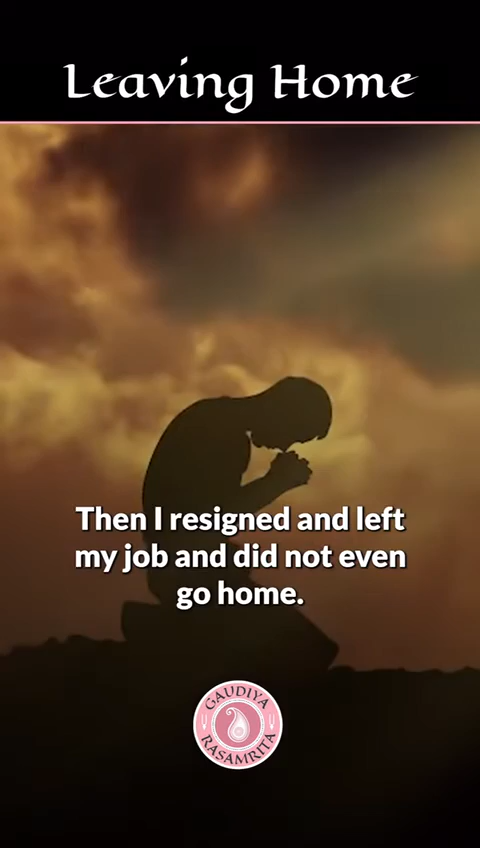 Leaving Home
Then I resigned and left
my job and did not even
go home.
GAUDIYA
RASAMRITA